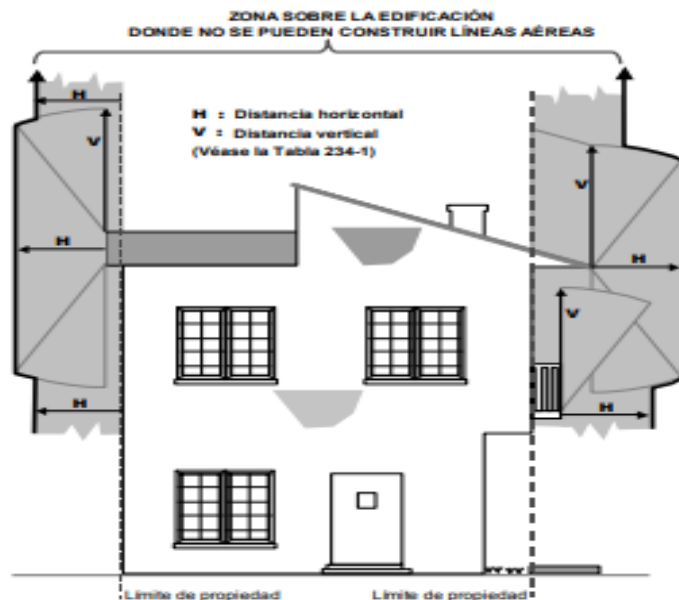 ZONA SOBRE LA EDIFICACIÓN
DONDE NO SE PUEDEN CONSTRUIR LÍNEAS AÉREAS
H
H : Distancia horizontal
V : Distancia vertical
(Véase la Tabla 234-1)
V
V
H
H
V
H
H
Límite de propiedad
Límite de propiedad